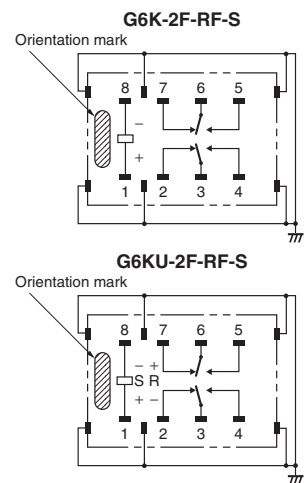 G6K-2F-RF-S
Orientation mark
8 7 6 5
−
+
1 2 3 4
G6KU-2F-RF-S
Orientation mark
8 7 6 5
− +
S R
+ −
1 2 3 4